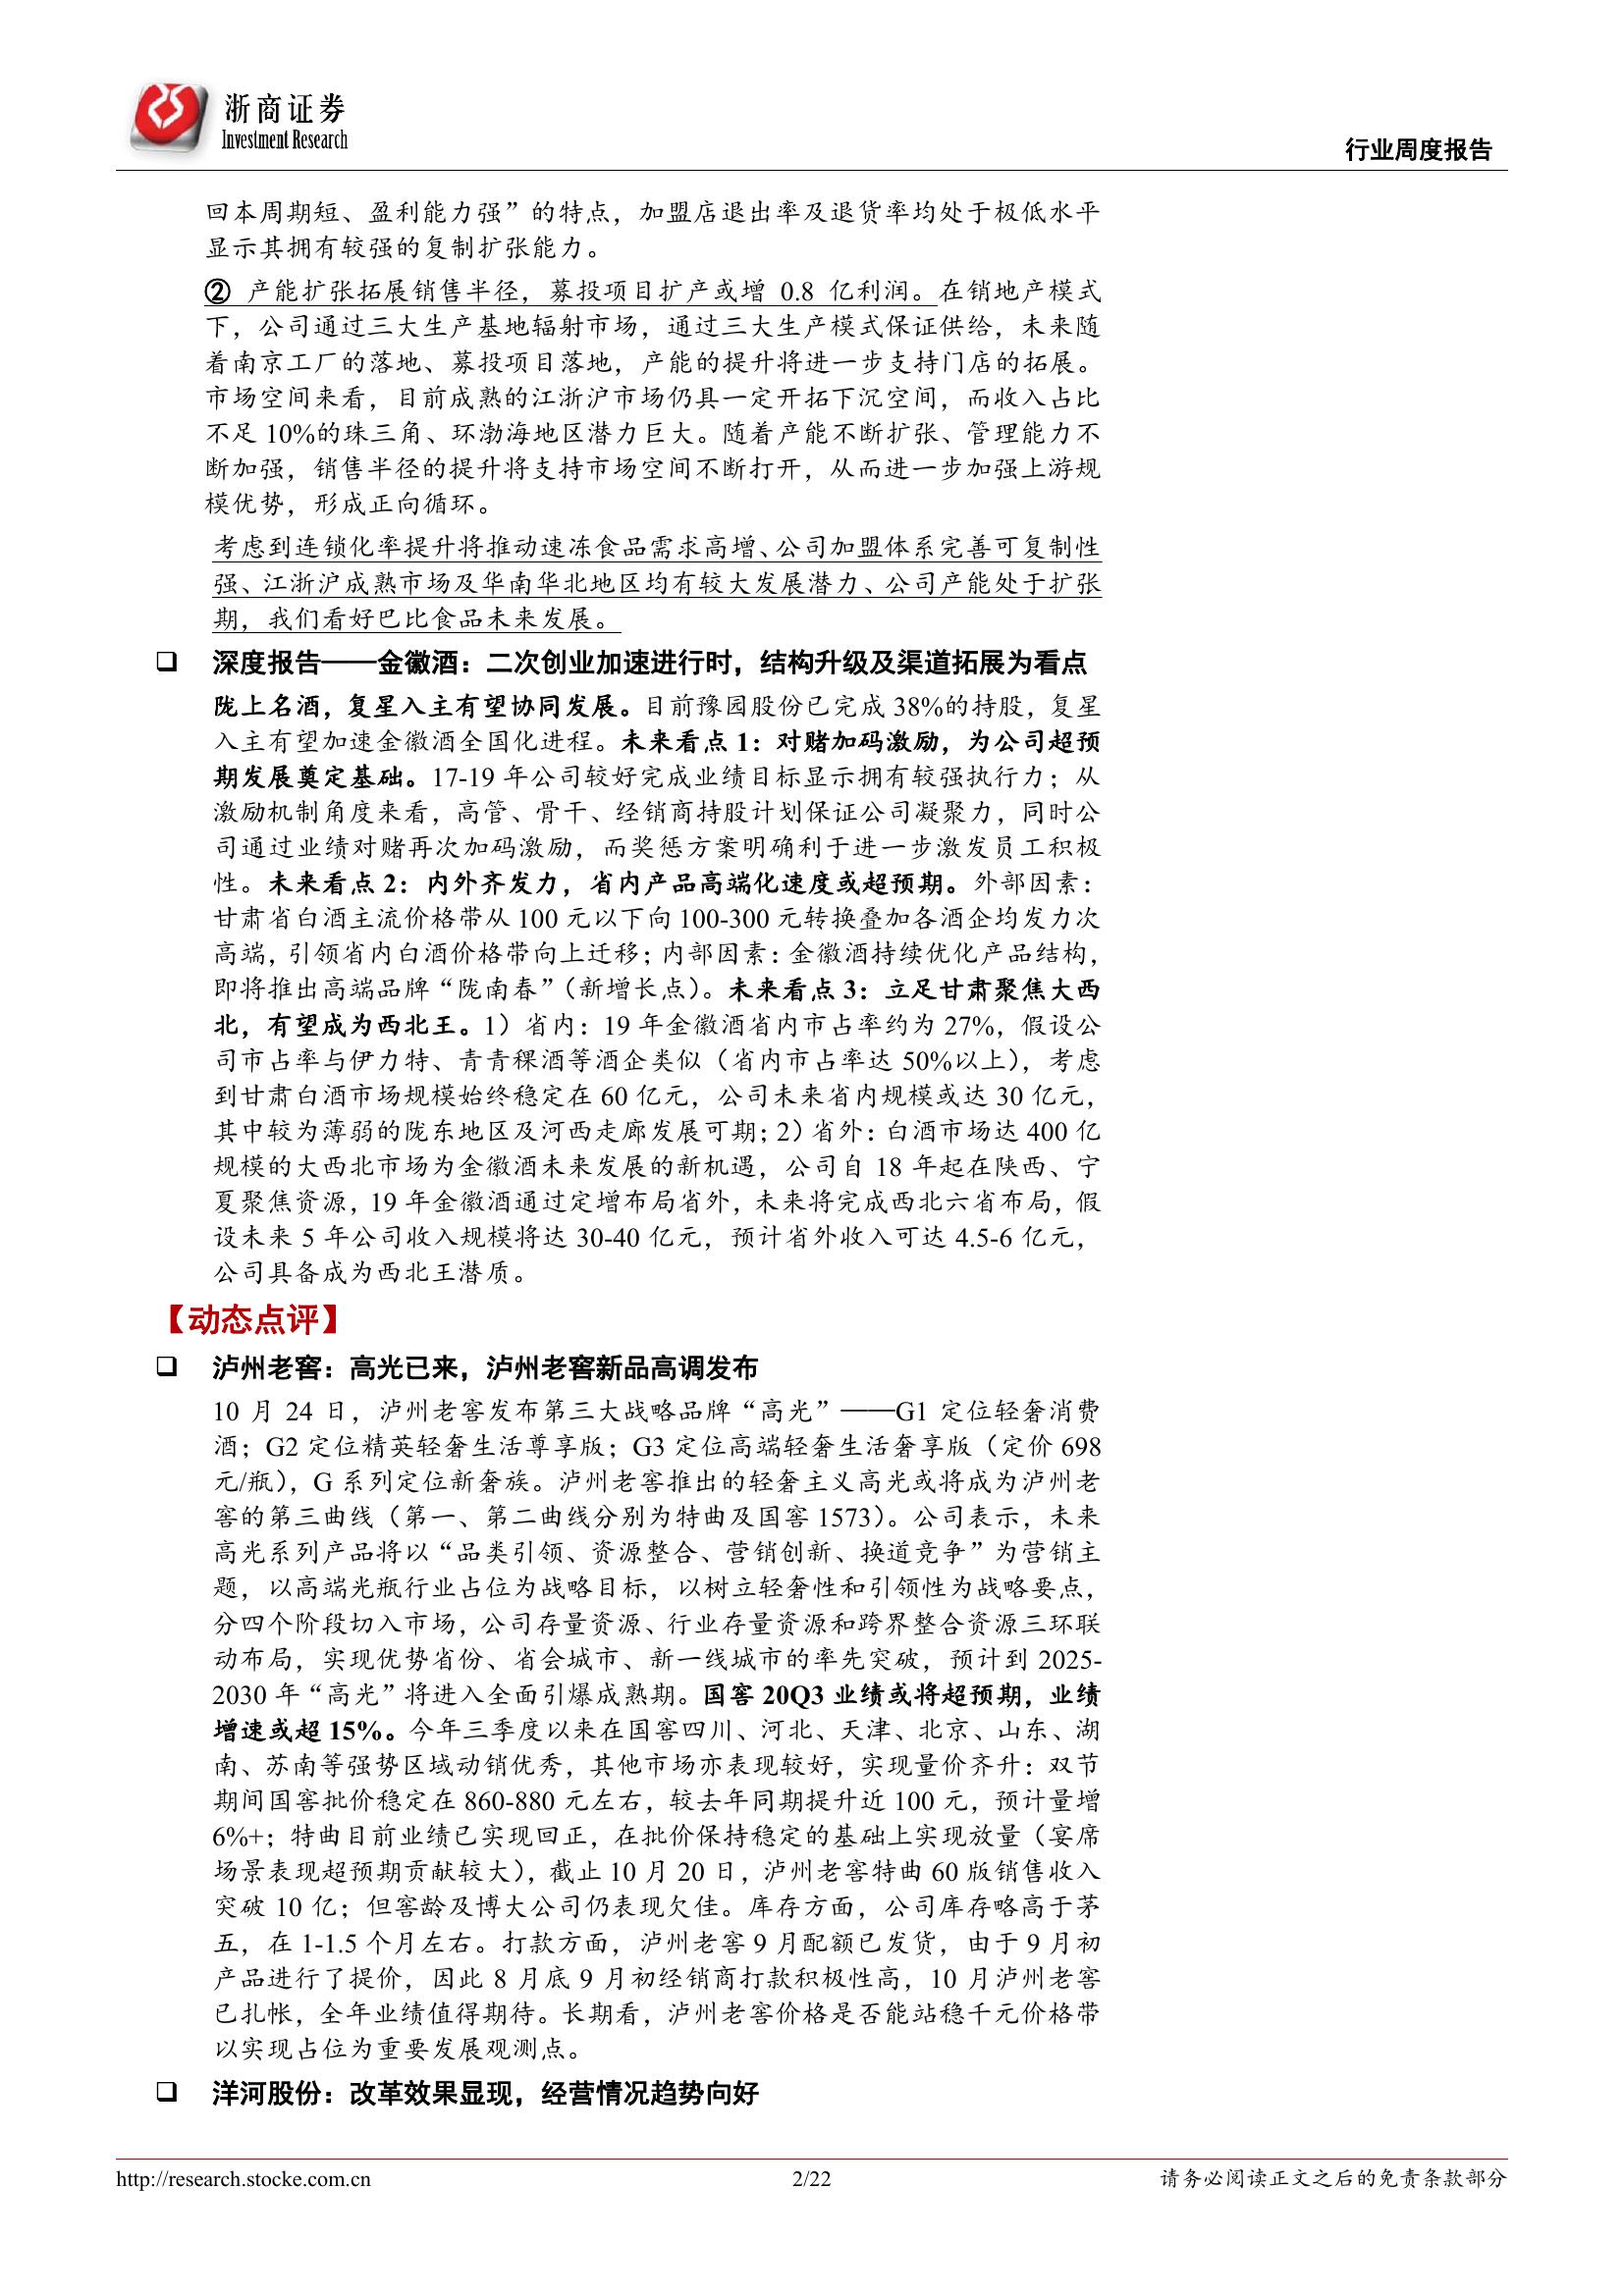 浙商证券
Investment Research
行业周度报告
回本周期短、盈利能力强”的特点，加盟店退出率及退货率均处于极低水平
显示其拥有较强的复制扩张能力。
② 产能扩张拓展销售半径，募投项目扩产或增 0.8 亿利润。在销地产模式
下，公司通过三大生产基地辐射市场，通过三大生产模式保证供给，未来随
着南京工厂的落地、募投项目落地，产能的提升将进一步支持门店的拓展。
市场空间来看，目前成熟的江浙沪市场仍具一定开拓下沉空间，而收入占比
不足 10%的珠三角、环渤海地区潜力巨大。随着产能不断扩张、管理能力不
断加强，销售半径的提升将支持市场空间不断打开，从而进一步加强上游规
模优势，形成正向循环。
考虑到连锁化率提升将推动速冻食品需求高增、公司加盟体系完善可复制性
强、江浙沪成熟市场及华南华北地区均有较大发展潜力、公司产能处于扩张
期，我们看好巴比食品未来发展。
❑ 深度报告——金徽酒：二次创业加速进行时，结构升级及渠道拓展为看点
陇上名酒，复星入主有望协同发展。目前豫园股份已完成 38%的持股，复星
入主有望加速金徽酒全国化进程。未来看点 1：对赌加码激励，为公司超预
期发展奠定基础。17-19 年公司较好完成业绩目标显示拥有较强执行力；从
激励机制角度来看，高管、骨干、经销商持股计划保证公司凝聚力，同时公
司通过业绩对赌再次加码激励，而奖惩方案明确利于进一步激发员工积极
性。未来看点 2：内外齐发力，省内产品高端化速度或超预期。外部因素：
甘肃省白酒主流价格带从 100 元以下向 100-300 元转换叠加各酒企均发力次
高端，引领省内白酒价格带向上迁移；内部因素：金徽酒持续优化产品结构，
即将推出高端品牌“陇南春”（新增长点）。未来看点 3：立足甘肃聚焦大西
北，有望成为西北王。1）省内：19 年金徽酒省内市占率约为 27%，假设公
司市占率与伊力特、青青稞酒等酒企类似（省内市占率达 50%以上），考虑
到甘肃白酒市场规模始终稳定在 60 亿元，公司未来省内规模或达 30 亿元，
其中较为薄弱的陇东地区及河西走廊发展可期；2）省外：白酒市场达 400 亿
规模的大西北市场为金徽酒未来发展的新机遇，公司自 18 年起在陕西、宁
夏聚焦资源，19 年金徽酒通过定增布局省外，未来将完成西北六省布局，假
设未来 5 年公司收入规模将达 30-40 亿元，预计省外收入可达 4.5-6 亿元，
公司具备成为西北王潜质。
【动态点评】
❑ 泸州老窖：高光已来，泸州老窖新品高调发布
10 月 24 日，泸州老窖发布第三大战略品牌“高光”——G1 定位轻奢消费
酒；G2 定位精英轻奢生活尊享版；G3 定位高端轻奢生活奢享版（定价 698
元/瓶），G 系列定位新奢族。泸州老窖推出的轻奢主义高光或将成为泸州老
窖的第三曲线（第一、第二曲线分别为特曲及国窖 1573）。公司表示，未来
高光系列产品将以“品类引领、资源整合、营销创新、换道竞争”为营销主
题，以高端光瓶行业占位为战略目标，以树立轻奢性和引领性为战略要点，
分四个阶段切入市场，公司存量资源、行业存量资源和跨界整合资源三环联
动布局，实现优势省份、省会城市、新一线城市的率先突破，预计到 2025-
2030 年“高光”将进入全面引爆成熟期。国窖 20Q3 业绩或将超预期，业绩
增速或超 15%。今年三季度以来在国窖四川、河北、天津、北京、山东、湖
南、苏南等强势区域动销优秀，其他市场亦表现较好，实现量价齐升：双节
期间国窖批价稳定在 860-880 元左右，较去年同期提升近 100 元，预计量增
6%+；特曲目前业绩已实现回正，在批价保持稳定的基础上实现放量（宴席
场景表现超预期贡献较大），截止 10 月 20 日，泸州老窖特曲 60 版销售收入
突破 10 亿；但窖龄及博大公司仍表现欠佳。库存方面，公司库存略高于茅
五，在 1-1.5 个月左右。打款方面，泸州老窖 9 月配额已发货，由于 9 月初
产品进行了提价，因此 8 月底 9 月初经销商打款积极性高，10 月泸州老窖
已扎帐，全年业绩值得期待。长期看，泸州老窖价格是否能站稳千元价格带
以实现占位为重要发展观测点。
❑ 洋河股份：改革效果显现，经营情况趋势向好
http://research.stocke.com.cn
2/22
请务必阅读正文之后的免责条款部分